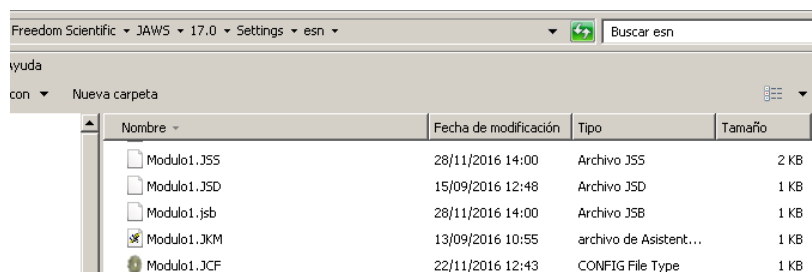 Freedom Scientific ▾ JAWS ▾ 17.0 ▾ Settings ▾ esn ▾ Buscar esn
Ayuda
con ▾ Nueva carpeta
Nombre Fecha de modificación Tipo Tamaño
Modulo1.JSS 28/11/2016 14:00 Archivo JSS 2 KB
Modulo1.JSD 15/09/2016 12:48 Archivo JSD 1 KB
Modulo1.jsb 28/11/2016 14:00 Archivo JSB 1 KB
Modulo1.JKM 13/09/2016 10:55 archivo de Asistent... 1 KB
Modulo1.JCF 22/11/2016 12:43 CONFIG File Type 1 KB